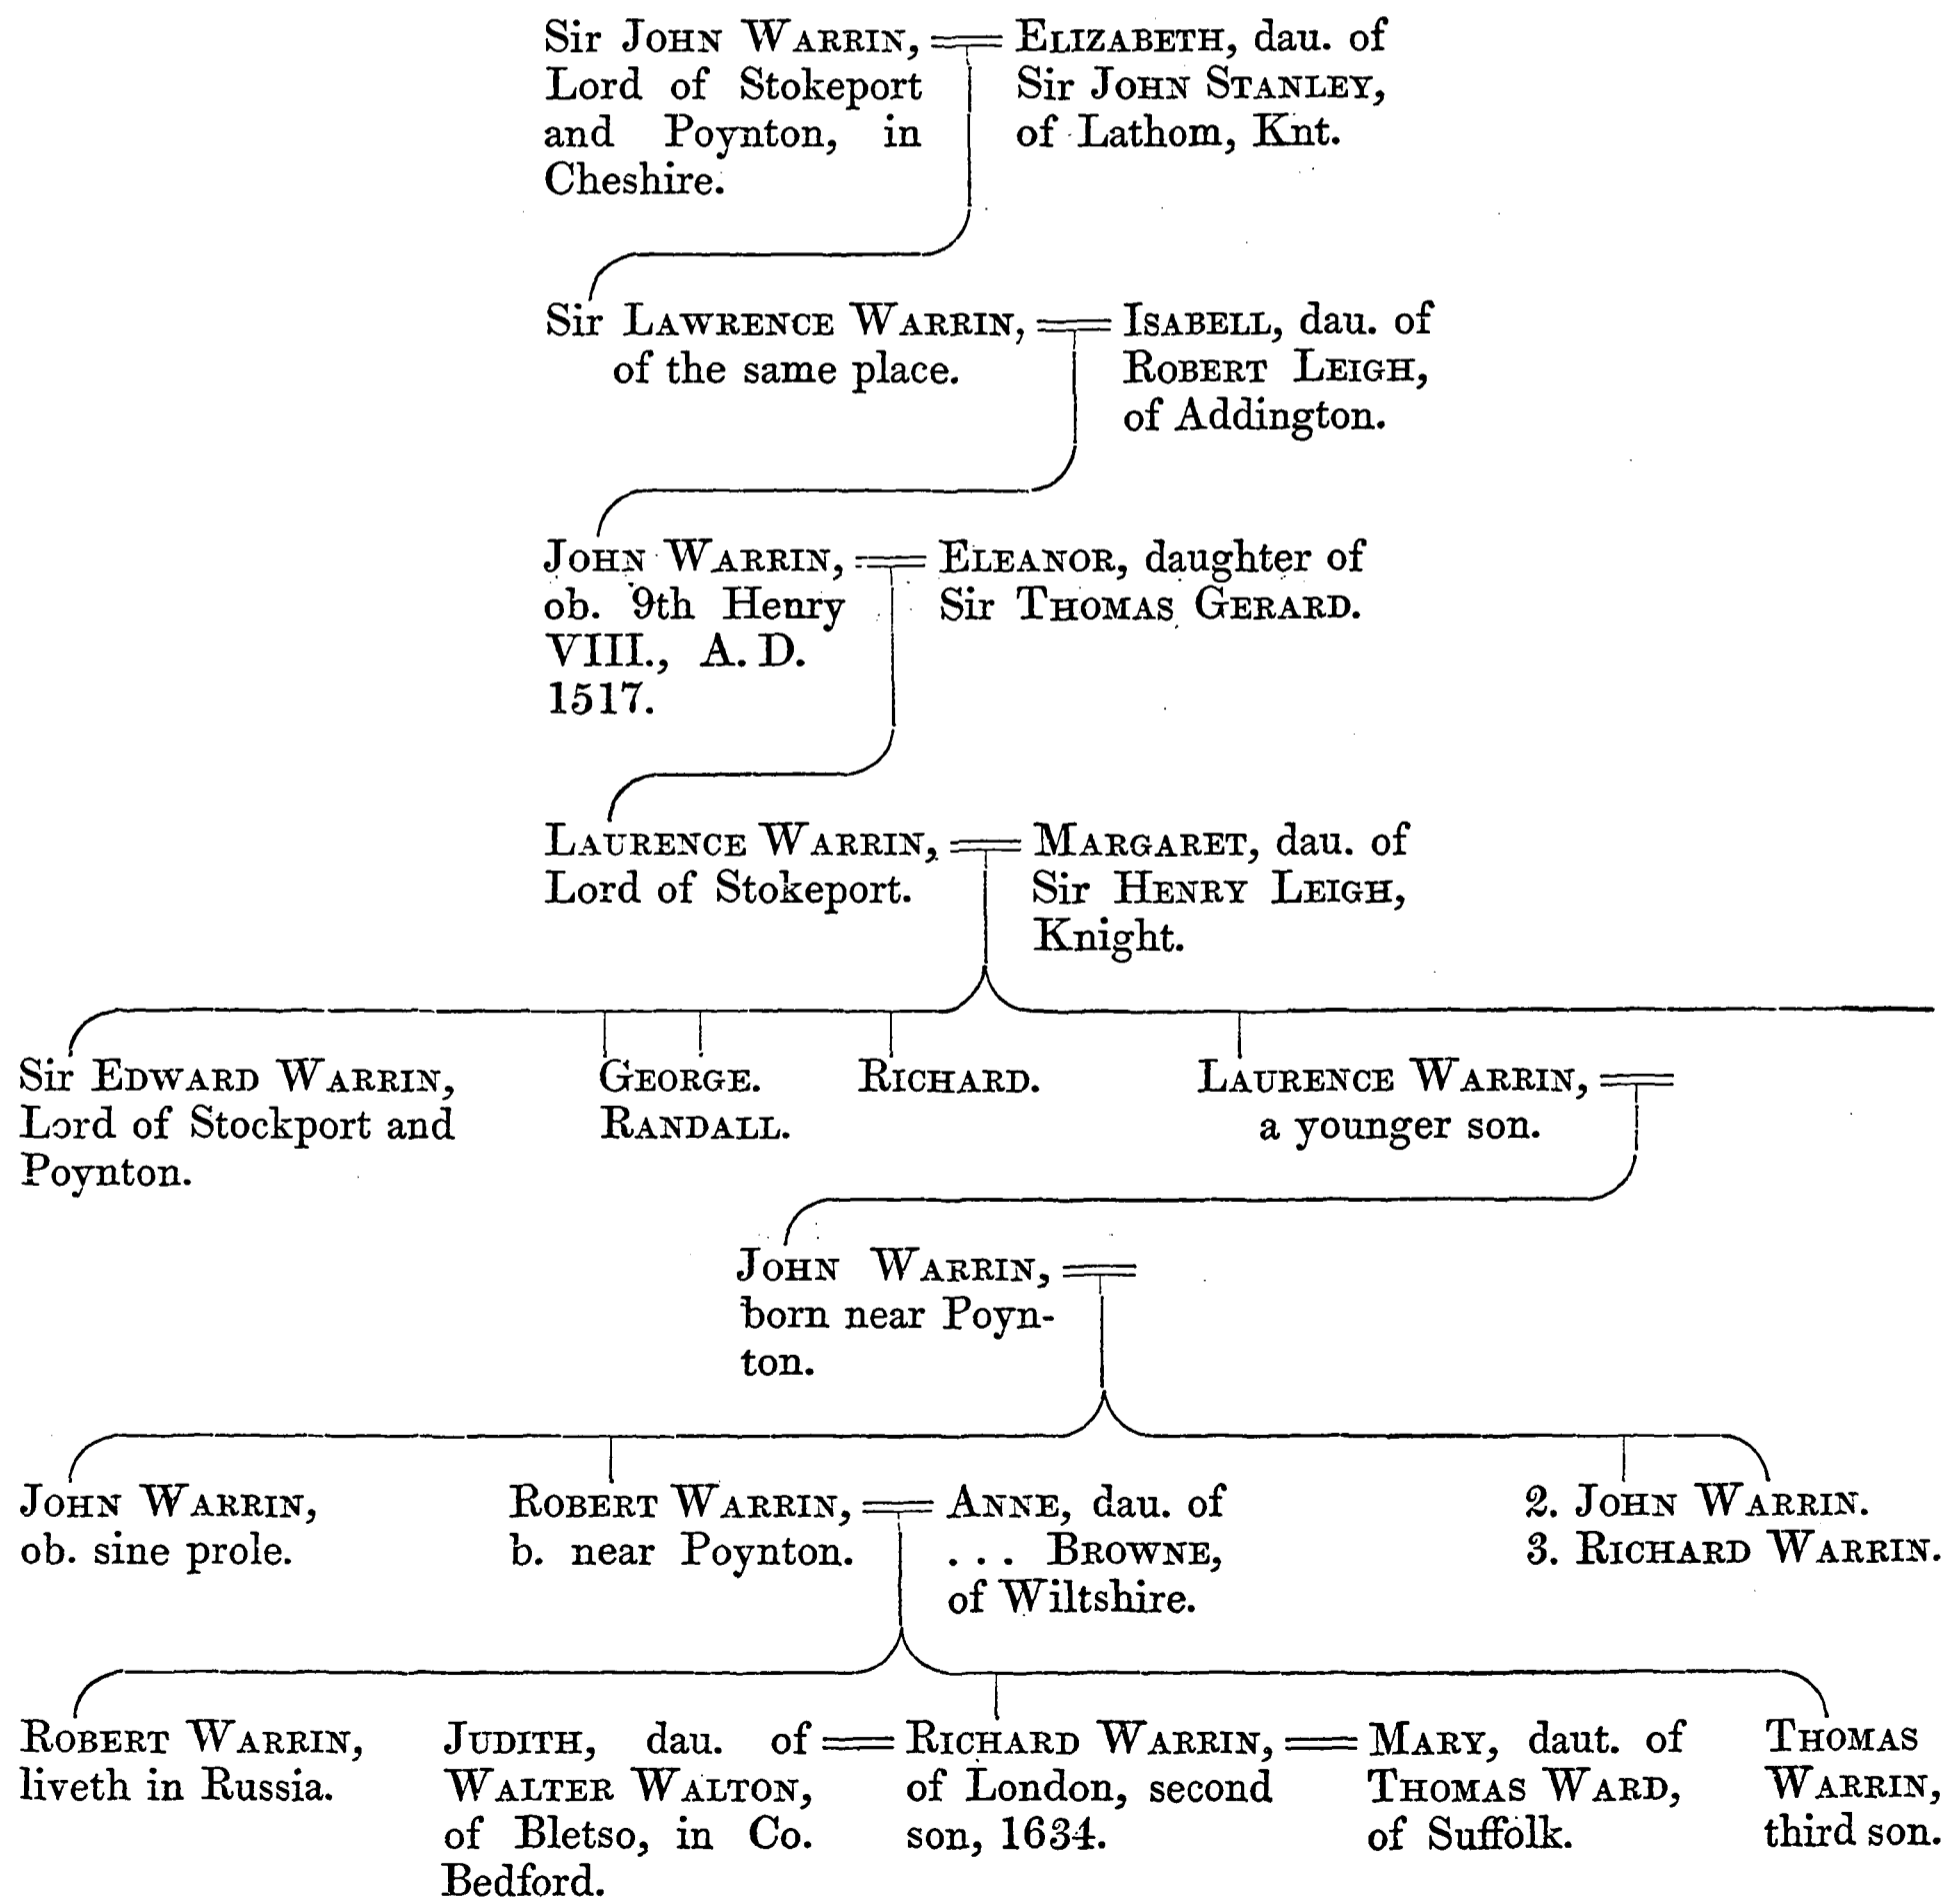 Sir John Warrin,
Lord of Stokeport
and Poynton, in
Cheshire.
Elizabeth, dau. of
Sir John Stanley,
of Lathom, Knt.
Sir Lawrence Warrin,
of the same place.
Isabell, dau. of
Robert Leigh,
of Addington.
John Warrin,
ob. 9th Henry
VIII., A. D.
1517.
Eleanor, daughter of
Sir Thomas Gerard.
Laurence Warrin,
Lord of Stokeport.
Margaret, dau. of
Sir Henry Leigh,
Knight.
Sir Edward Warrin,
Lord of Stockport and
Poynton.
George.
Randall.
Richard.
Laurence Warrin,
a younger son.
John Warrin,
born near Poyn-
ton.
John Warrin,
ob. sine prole.
Robert Warrin,
b. near Poynton.
Anne, dau. of
... Browne,
of Wiltshire.
2. John Warrin.
3. Richard Warrin.
Robert Warrin,
liveth in Russia.
Judith, dau. of
Walter Walton,
of Bletso, in Co.
Bedford.
Richard Warrin,
of London, second
son, 1634.
Mary, daut. of
Thomas Ward,
of Suffolk.
Thomas
Warrin,
third son.